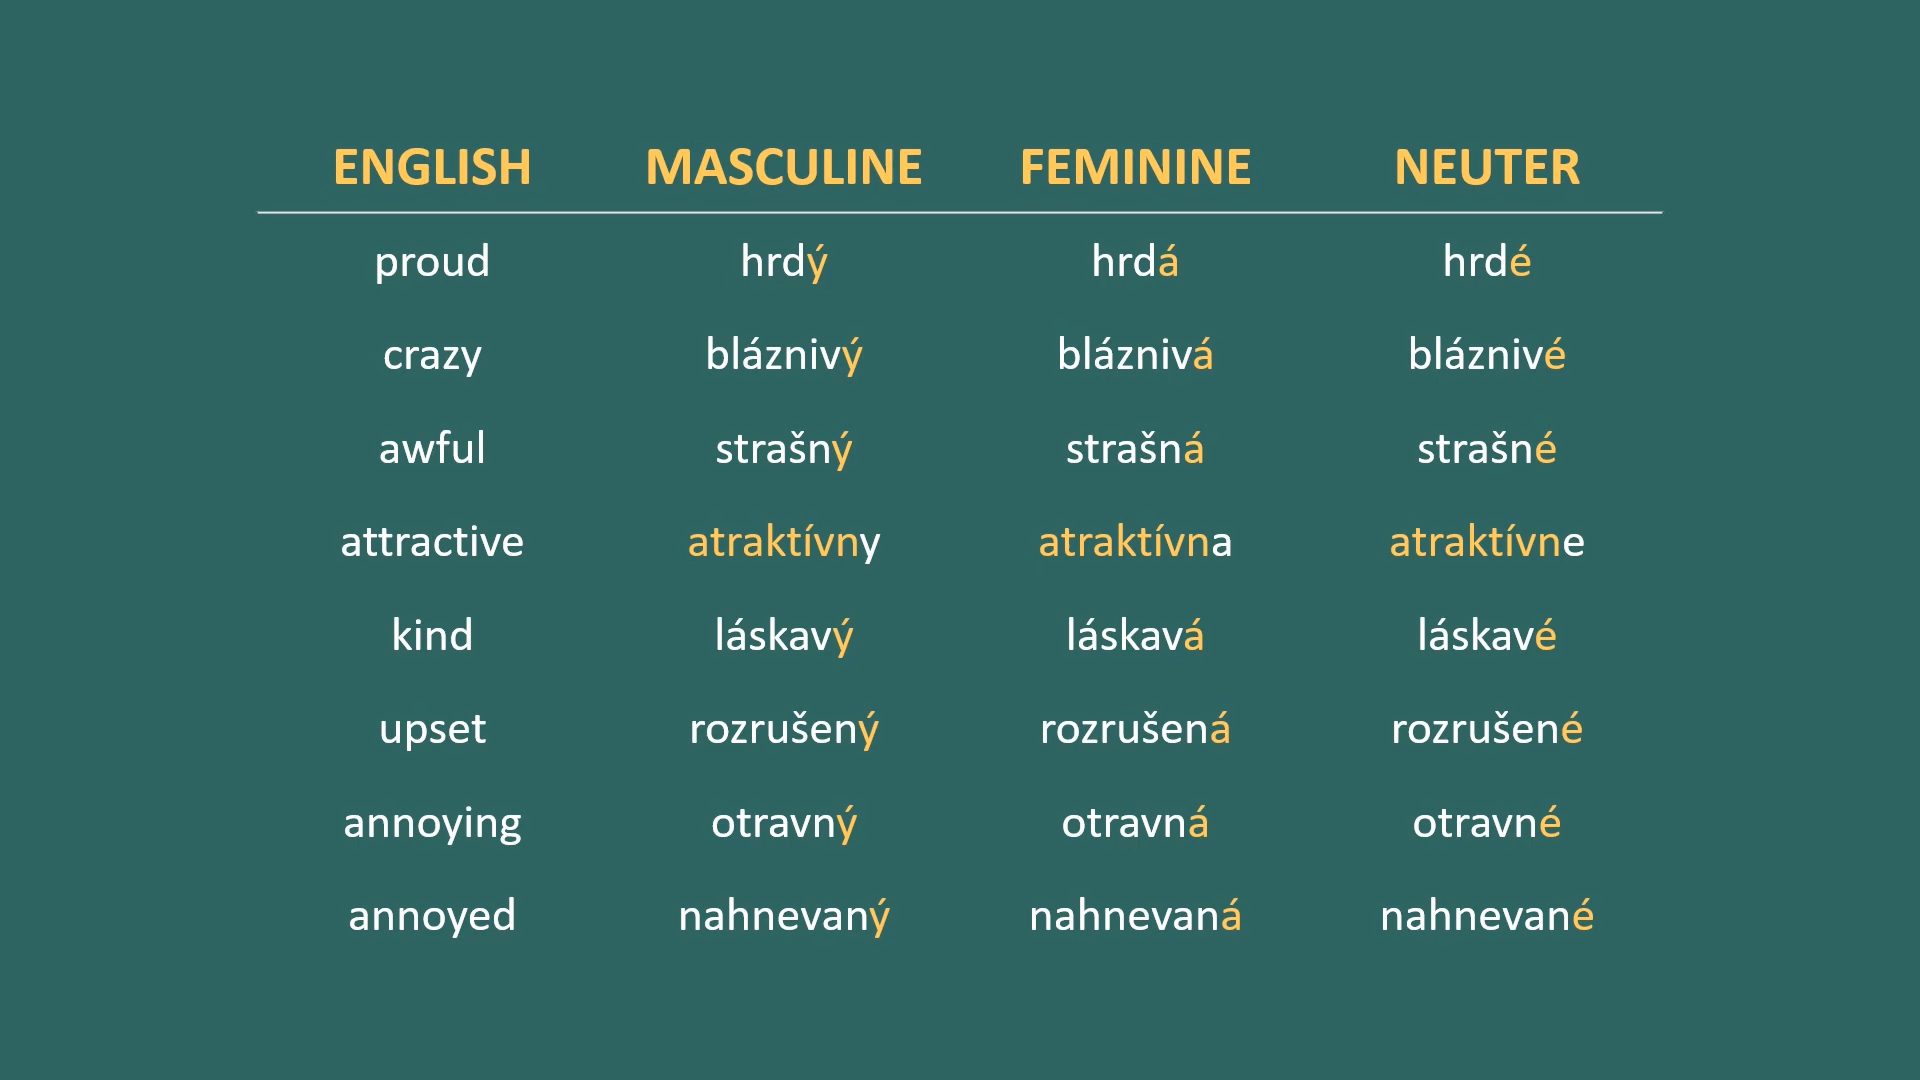 ENGLISH MASCULINE FEMININE NEUTER
proud hrdý hrdá hrdé
crazy bláznivý bláznivá bláznivé
awful strašný strašná strašné
attractive atraktívny atraktívna atraktívne
kind láskavý láskavá láskavé
upset rozrušený rozrušená rozrušené
annoying otravný otravná otravné
annoyed nahnevaný nahnevaná nahnevané